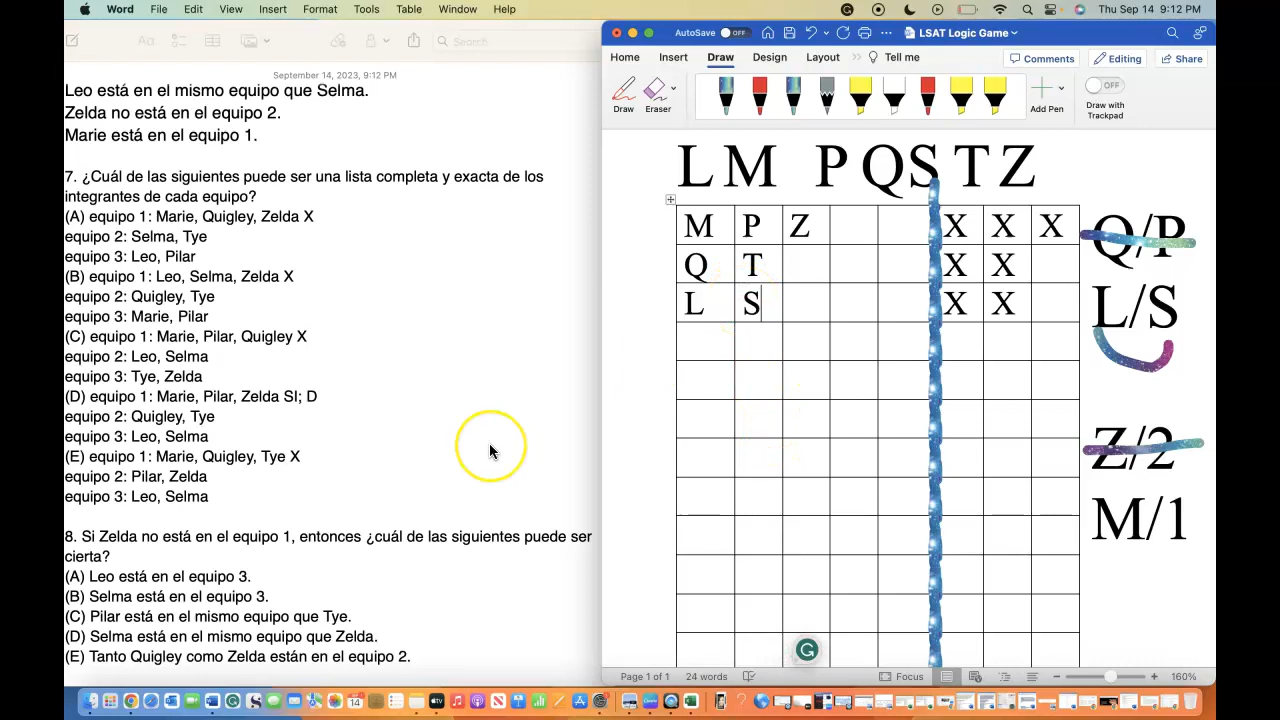 Word File Edit View Insert Format Tools Table Window Help Thu Sep 14 9:12 PM
Aa Search
September 14, 2023, 9:12 PM
Leo está en el mismo equipo que Selma.
Zelda no está en el equipo 2.
Marie está en el equipo 1.
7. ¿Cuál de las siguientes puede ser una lista completa y exacta de los
integrantes de cada equipo?
(A) equipo 1: Marie, Quigley, Zelda X
equipo 2: Selma, Tye
equipo 3: Leo, Pilar
(B) equipo 1: Leo, Selma, Zelda X
equipo 2: Quigley, Tye
equipo 3: Marie, Pilar
(C) equipo 1: Marie, Pilar, Quigley X
equipo 2: Leo, Selma
equipo 3: Tye, Zelda
(D) equipo 1: Marie, Pilar, Zelda SI; D
equipo 2: Quigley, Tye
equipo 3: Leo, Selma
(E) equipo 1: Marie, Quigley, Tye X
equipo 2: Pilar, Zelda
equipo 3: Leo, Selma
8. Si Zelda no está en el equipo 1, entonces ¿cuál de las siguientes puede ser
cierta?
(A) Leo está en el equipo 3.
(B) Selma está en el equipo 3.
(C) Pilar está en el mismo equipo que Tye.
(D) Selma está en el mismo equipo que Zelda.
(E) Tanto Quigley como Zelda están en el equipo 2.
AutoSave OFF LSAT Logic Game
Home Insert Draw Design Layout Tell me Comments Editing Share
Draw Eraser Add Pen OFF Draw with
Trackpad
L M P Q S T Z
M P Z X X X
Q T X X
L S X X
Q/P
L/S
Z/2
M/1
Page 1 of 1 24 words Focus 160%